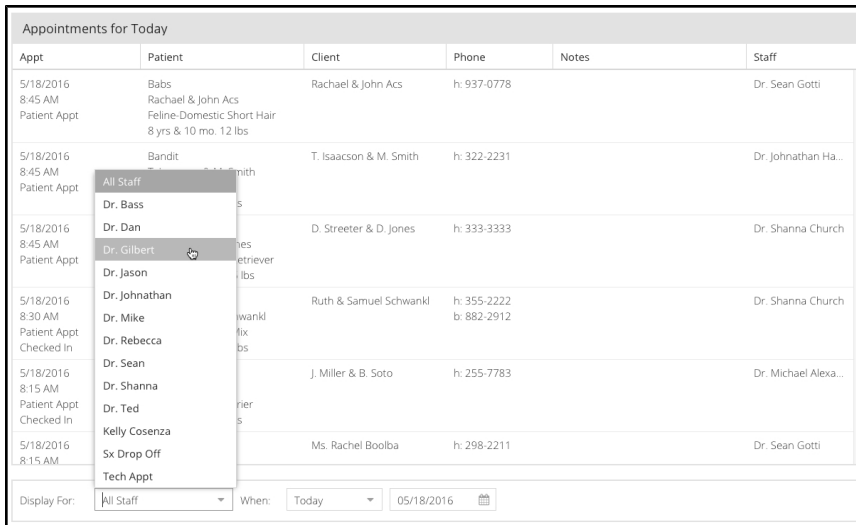 Appointments for Today
Appt Patient Client Phone Notes Staff
5/18/2016 Babs Rachael & John Acs h: 937-0778 Dr. Sean Gotti
8:45 AM Rachael & John Acs
Patient Appt Feline-Domestic Short Hair
8 yrs & 10 mo. 12 lbs
5/18/2016 Bandit T. Isaacson & M. Smith h: 322-2231 Dr. Johnathan Ha...
8:45 AM
Patient Appt
5/18/2016 D. Streeter & D. Jones h: 333-3333 Dr. Shanna Church
8:45 AM
Patient Appt
lbs
5/18/2016 Ruth & Samuel Schwankl h: 355-2222 Dr. Shanna Church
8:30 AM b: 882-2912
Patient Appt
Checked In
5/18/2016 J. Miller & B. Soto h: 255-7783 Dr. Michael Alexa...
8:15 AM
Patient Appt
Checked In
5/18/2016 Ms. Rachel Boolba h: 298-2211 Dr. Sean Gotti
8:15 AM
All Staff
Dr. Bass
Dr. Dan
Dr. Gilbert
Dr. Jason
Dr. Johnathan
Dr. Mike
Dr. Rebecca
Dr. Sean
Dr. Shanna
Dr. Ted
Kelly Cosenza
Sx Drop Off
Tech Appt
Display For: All Staff When: Today 05/18/2016